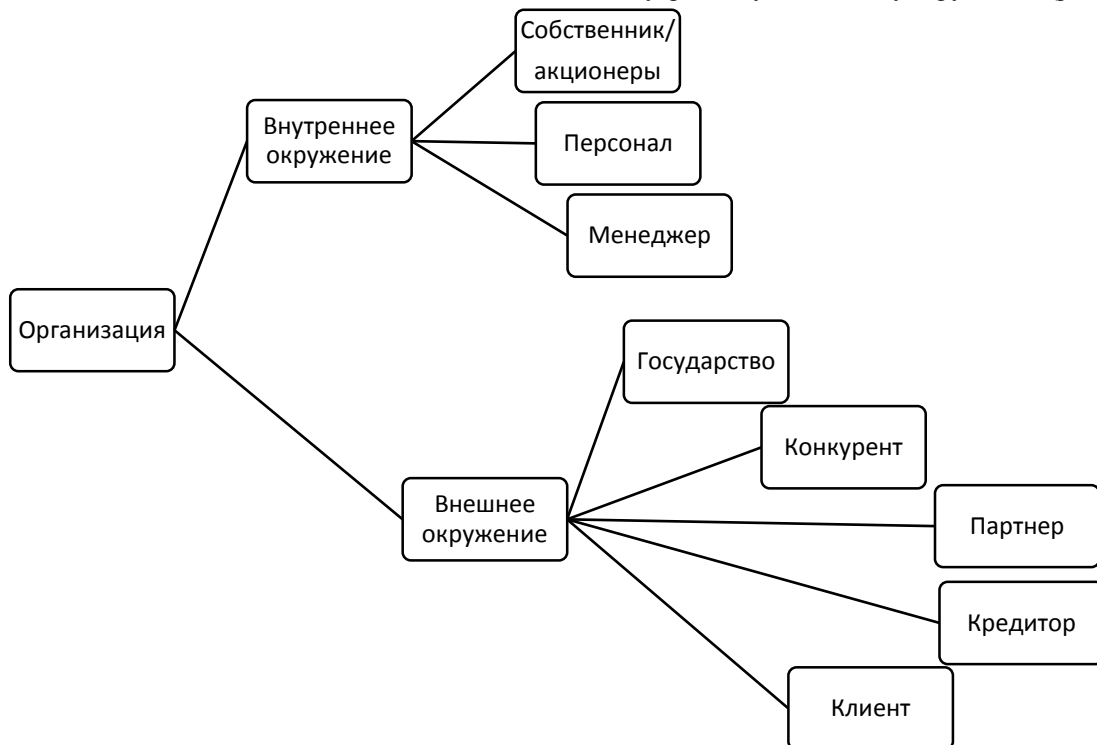 Собственник/
акционеры
Внутреннее
окружение
Персонал
Менеджер
Организация
Государство
Конкурент
Внешнее
окружение
Партнер
Кредитор
Клиент